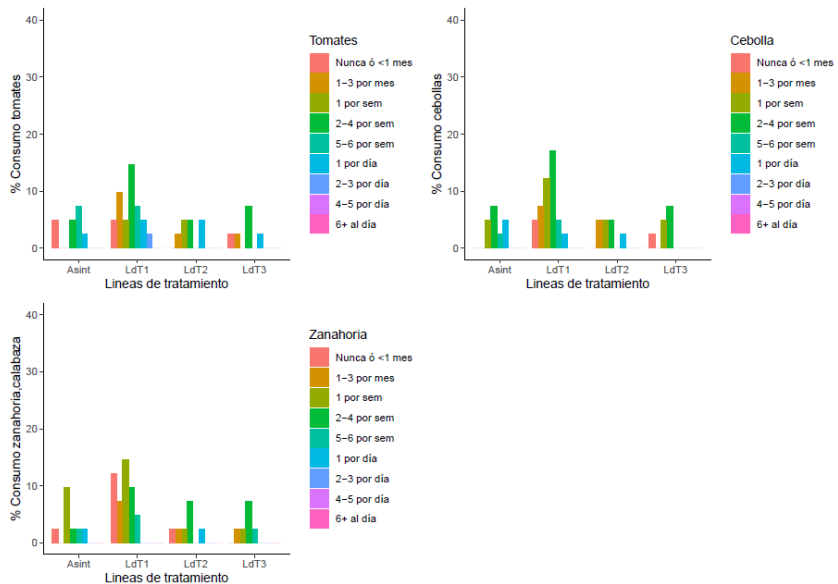 Tomates
Nunca ó <1 mes
1−3 por mes
1 por sem
2−4 por sem
5−6 por sem
1 por día
2−3 por día
4−5 por día
6+ al día
% Consumo tomates
40
30
20
10
0
Asint LdT1 LdT2 LdT3
Lineas de tratamiento
Cebolla
Nunca ó <1 mes
1−3 por mes
1 por sem
2−4 por sem
5−6 por sem
1 por día
2−3 por día
4−5 por día
6+ al día
% Consumo cebollas
40
30
20
10
0
Asint LdT1 LdT2 LdT3
Lineas de tratamiento
Zanahoria
Nunca ó <1 mes
1−3 por mes
1 por sem
2−4 por sem
5−6 por sem
1 por día
2−3 por día
4−5 por día
6+ al día
% Consumo zanahoria,calabaza
40
30
20
10
0
Asint LdT1 LdT2 LdT3
Lineas de tratamiento